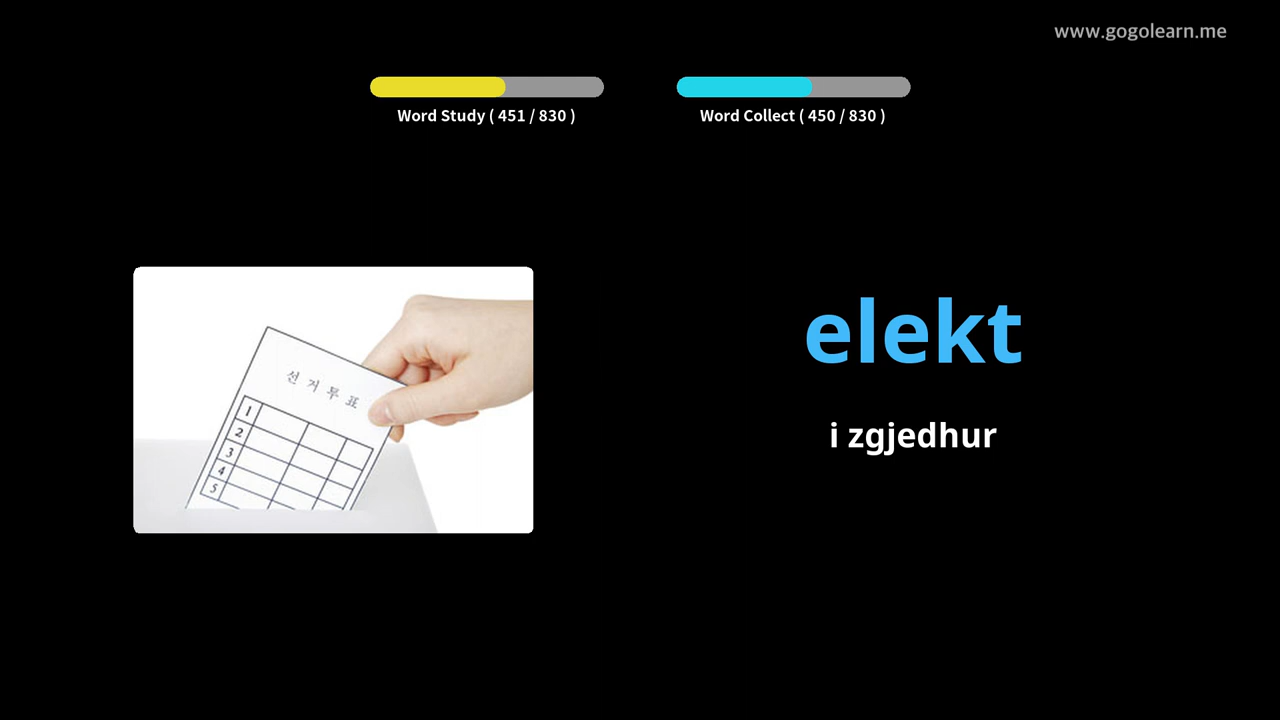 www.gogolearn.me
Word Study ( 451 / 830 )
Word Collect ( 450 / 830 )
선 거 투 표
1
2
3
4
5
elekt
i zgjedhur